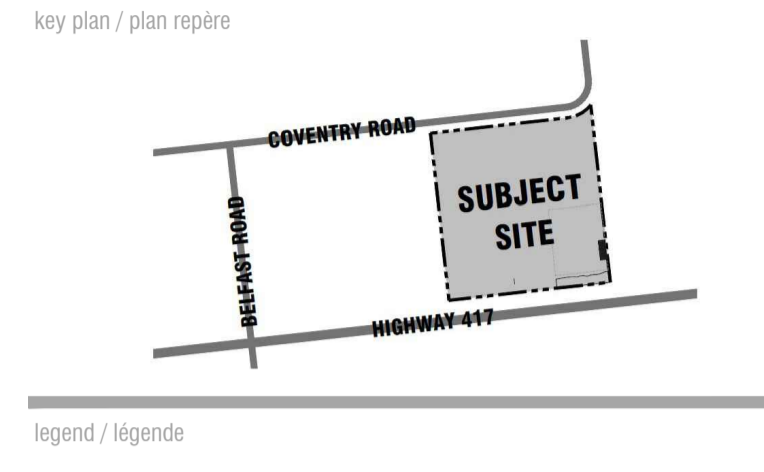 key plan / plan repère
COVENTRY ROAD
SUBJECT
SITE
BELFAST ROAD
HIGHWAY 417
legend / légende